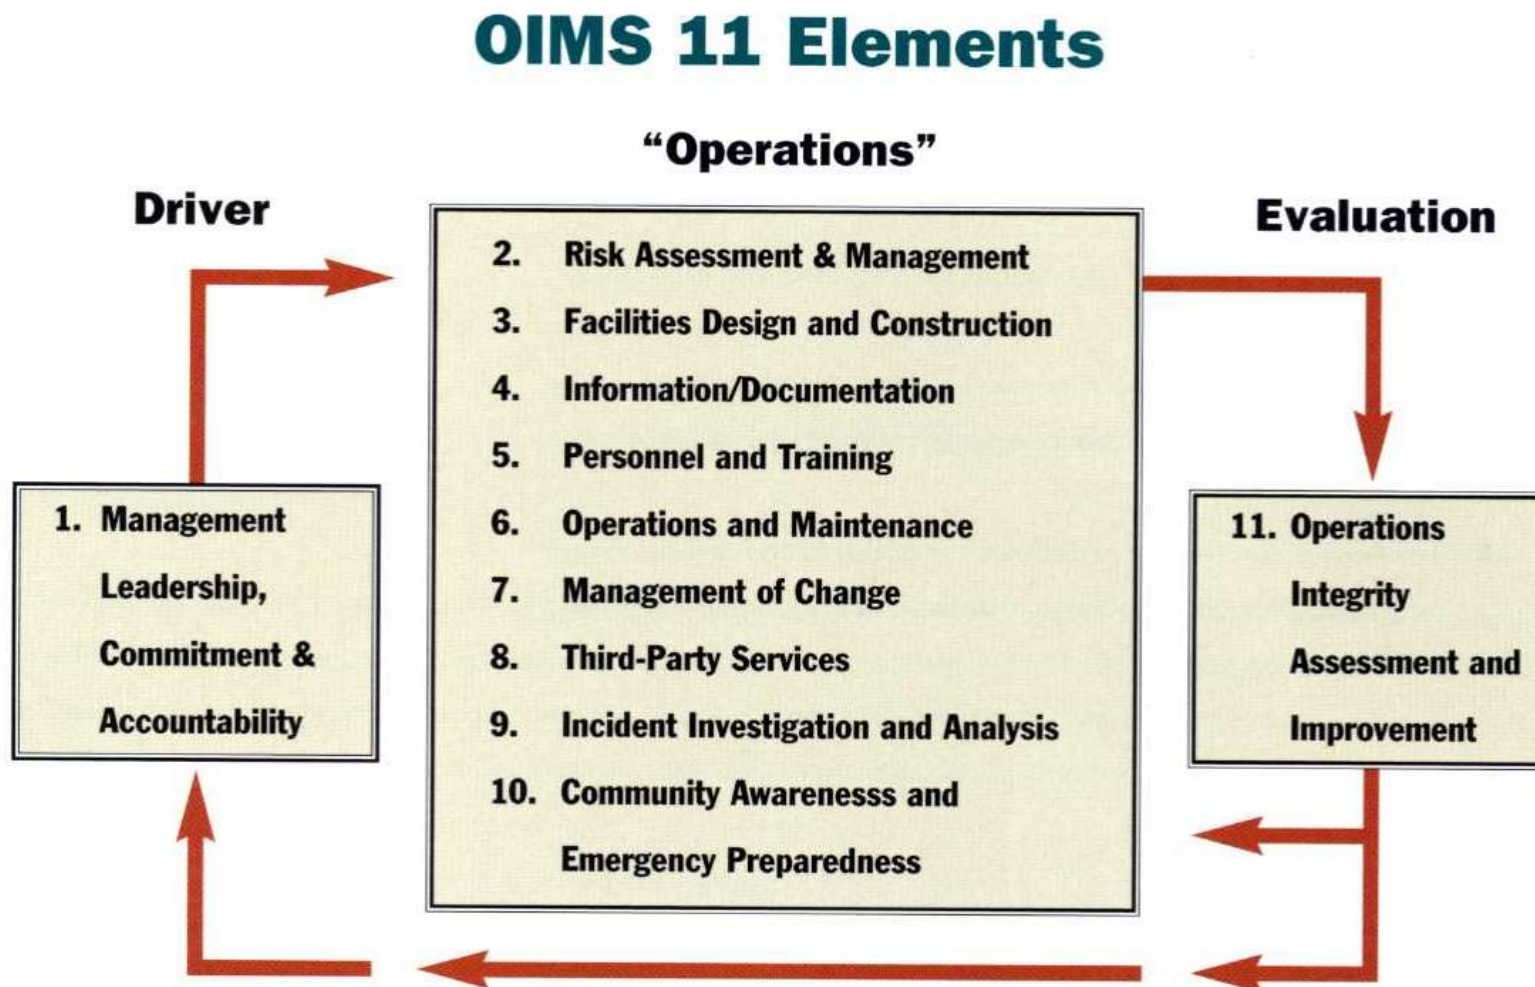 OIMS 11 Elements
“Operations”
Driver
Evaluation
2. Risk Assessment & Management
3. Facilities Design and Construction
4. Information/Documentation
5. Personnel and Training
6. Operations and Maintenance
7. Management of Change
8. Third-Party Services
9. Incident Investigation and Analysis
10. Community Awarenesss and
Emergency Preparedness
1. Management
Leadership,
Commitment &
Accountability
11. Operations
Integrity
Assessment and
Improvement